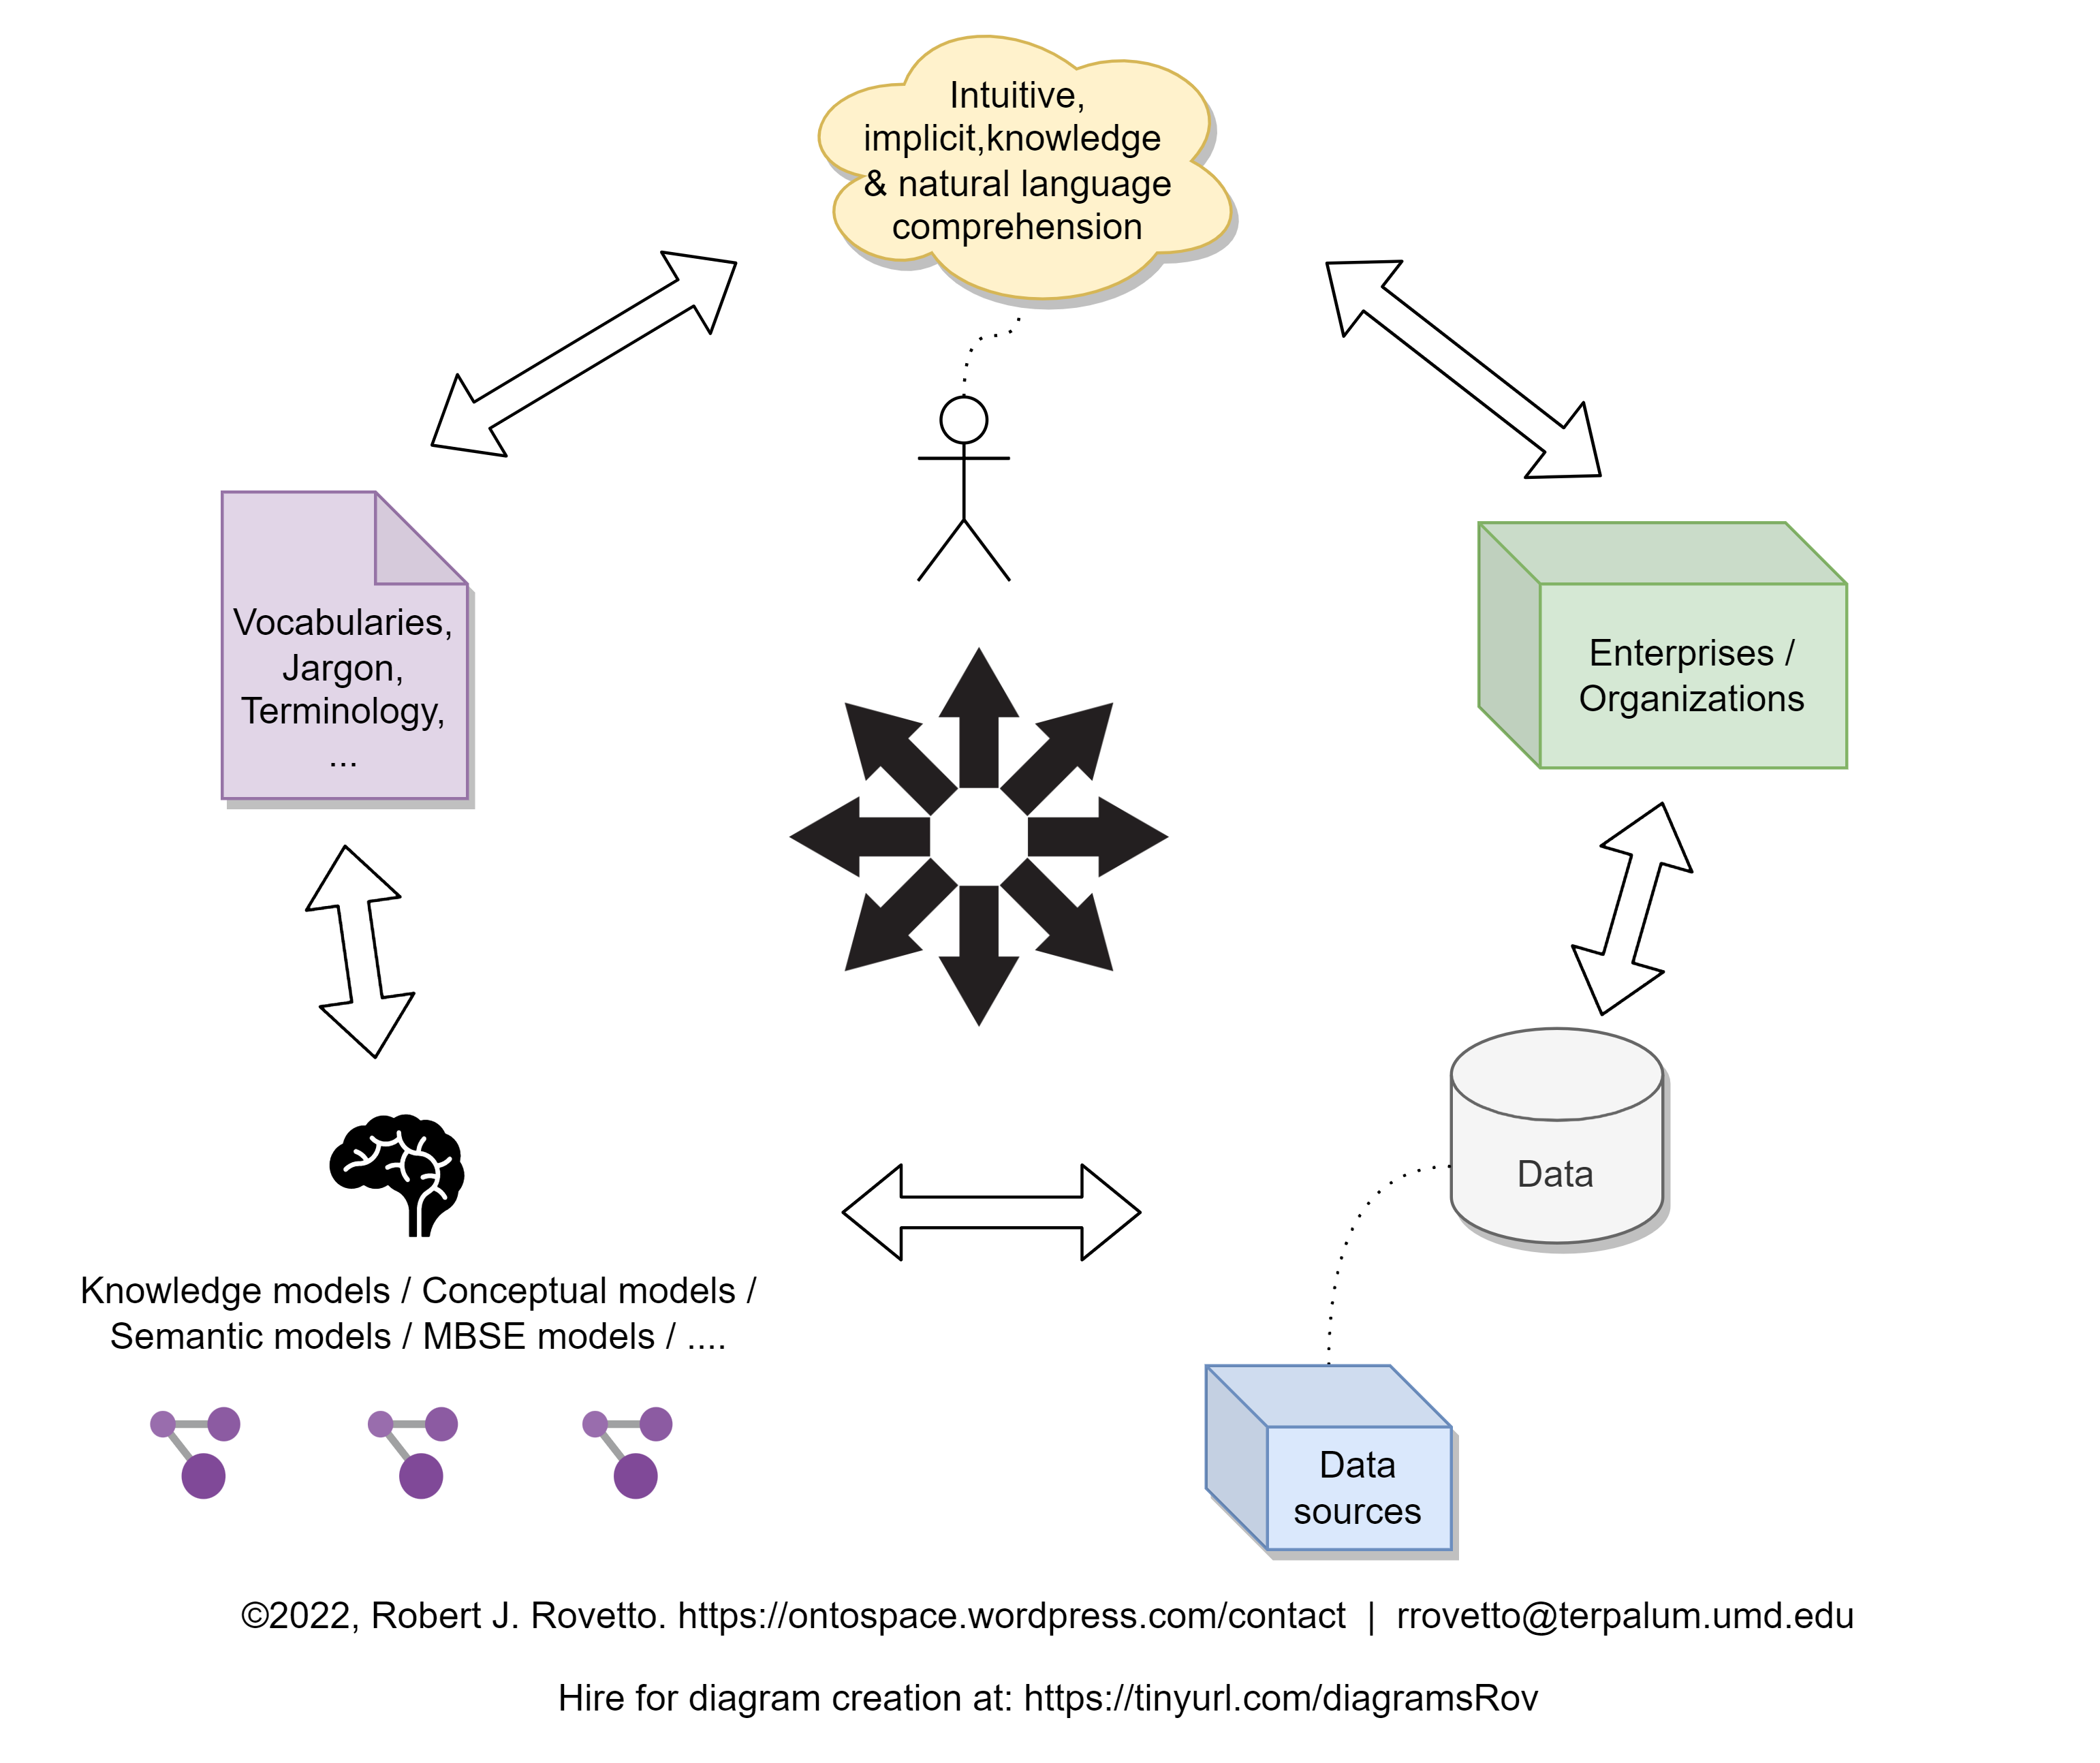 Intuitive,
implicit,knowledge
& natural language
comprehension
Vocabularies,
Jargon,
Terminology,
...
Enterprises /
Organizations
Data
Knowledge models / Conceptual models /
Semantic models / MBSE models / ....
Data
sources
©2022, Robert J. Rovetto. https://ontospace.wordpress.com/contact | rrovetto@terpalum.umd.edu
Hire for diagram creation at: https://tinyurl.com/diagramsRov